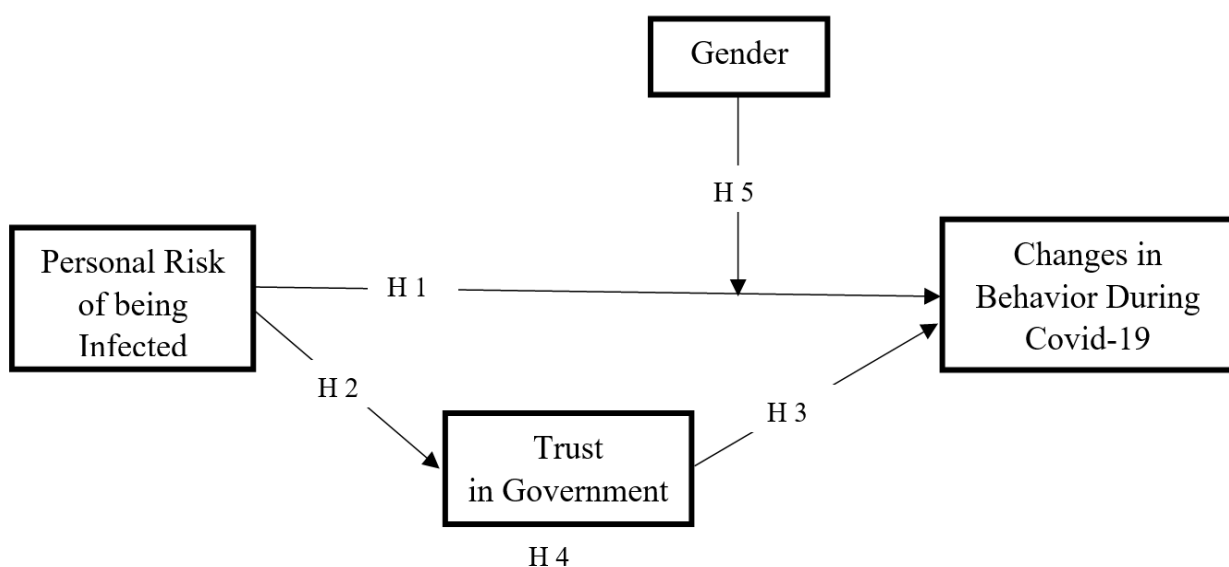 Gender
H 5
Personal Risk
of being
Infected
H 1
Changes in
Behavior During
Covid-19
H 2
H 3
Trust
in Government
H 4